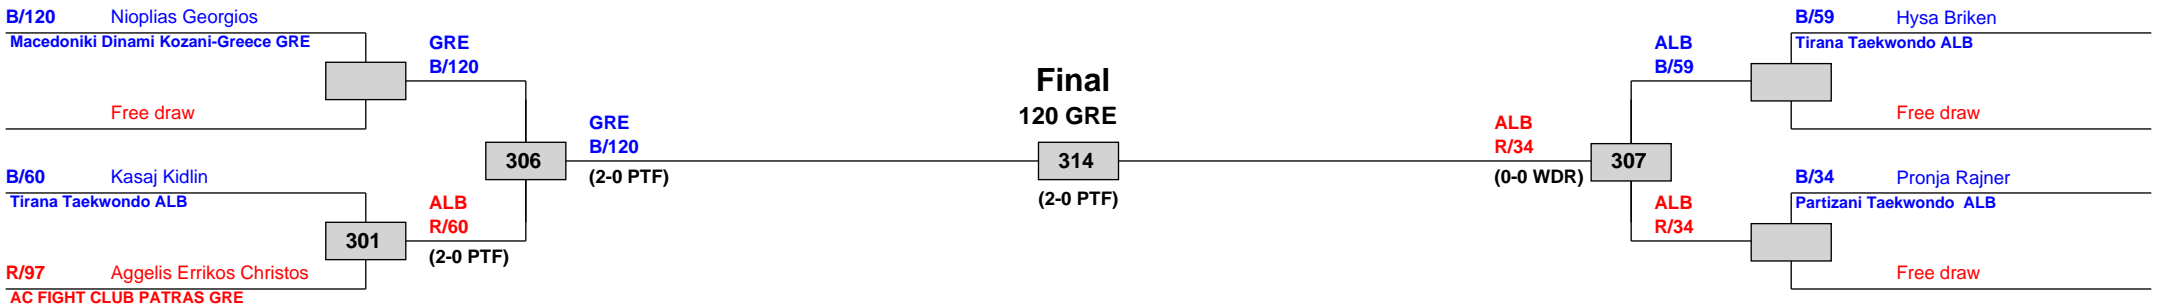 B/120 Nioplias Georgios
Macedoniki Dinami Kozani-Greece GRE
Free draw
GRE
B/120
B/60 Kasaj Kidlin
Tirana Taekwondo ALB
301
R/97 Aggelis Errikos Christos
AC FIGHT CLUB PATRAS GRE
ALB
R/60
(2-0 PTF)
306
GRE
B/120
(2-0 PTF)
Final
120 GRE
314
(2-0 PTF)
ALB
R/34
(0-0 WDR)
307
ALB
B/59
ALB
R/34
B/59 Hysa Briken
Tirana Taekwondo ALB
Free draw
B/34 Pronja Rajner
Partizani Taekwondo  ALB
Free draw